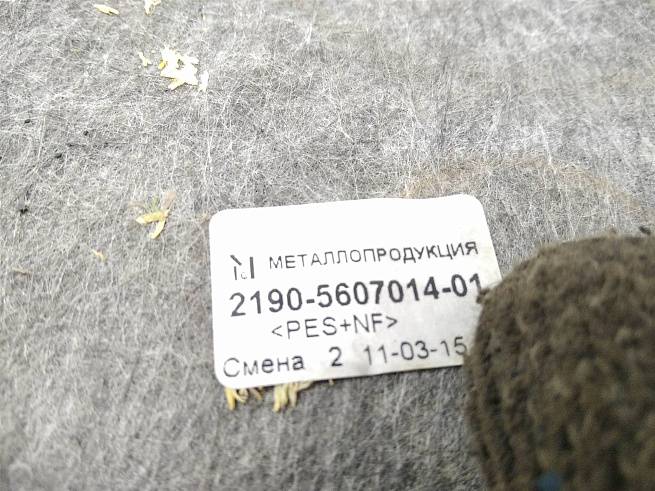 МЕТАЛЛОПРОДУКЦИЯ
2190-5607014-01
<PES+NF>
Смена 2 11-03-15